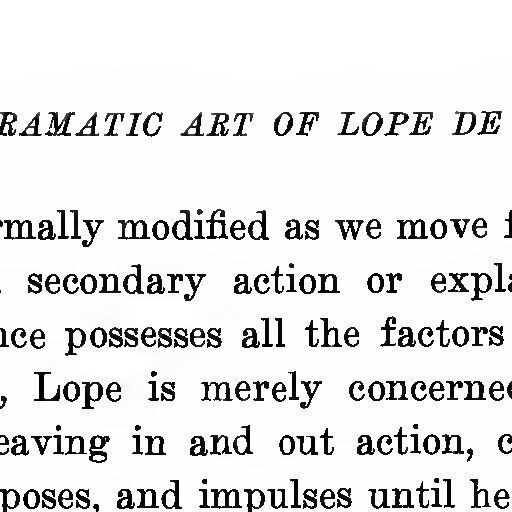 RAMATIC ART OF LOPE DE
rmally modified as we move f
secondary action or expla
nce possesses all the factors
, Lope is merely concerned
eaving in and out action, c
poses, and impulses until he